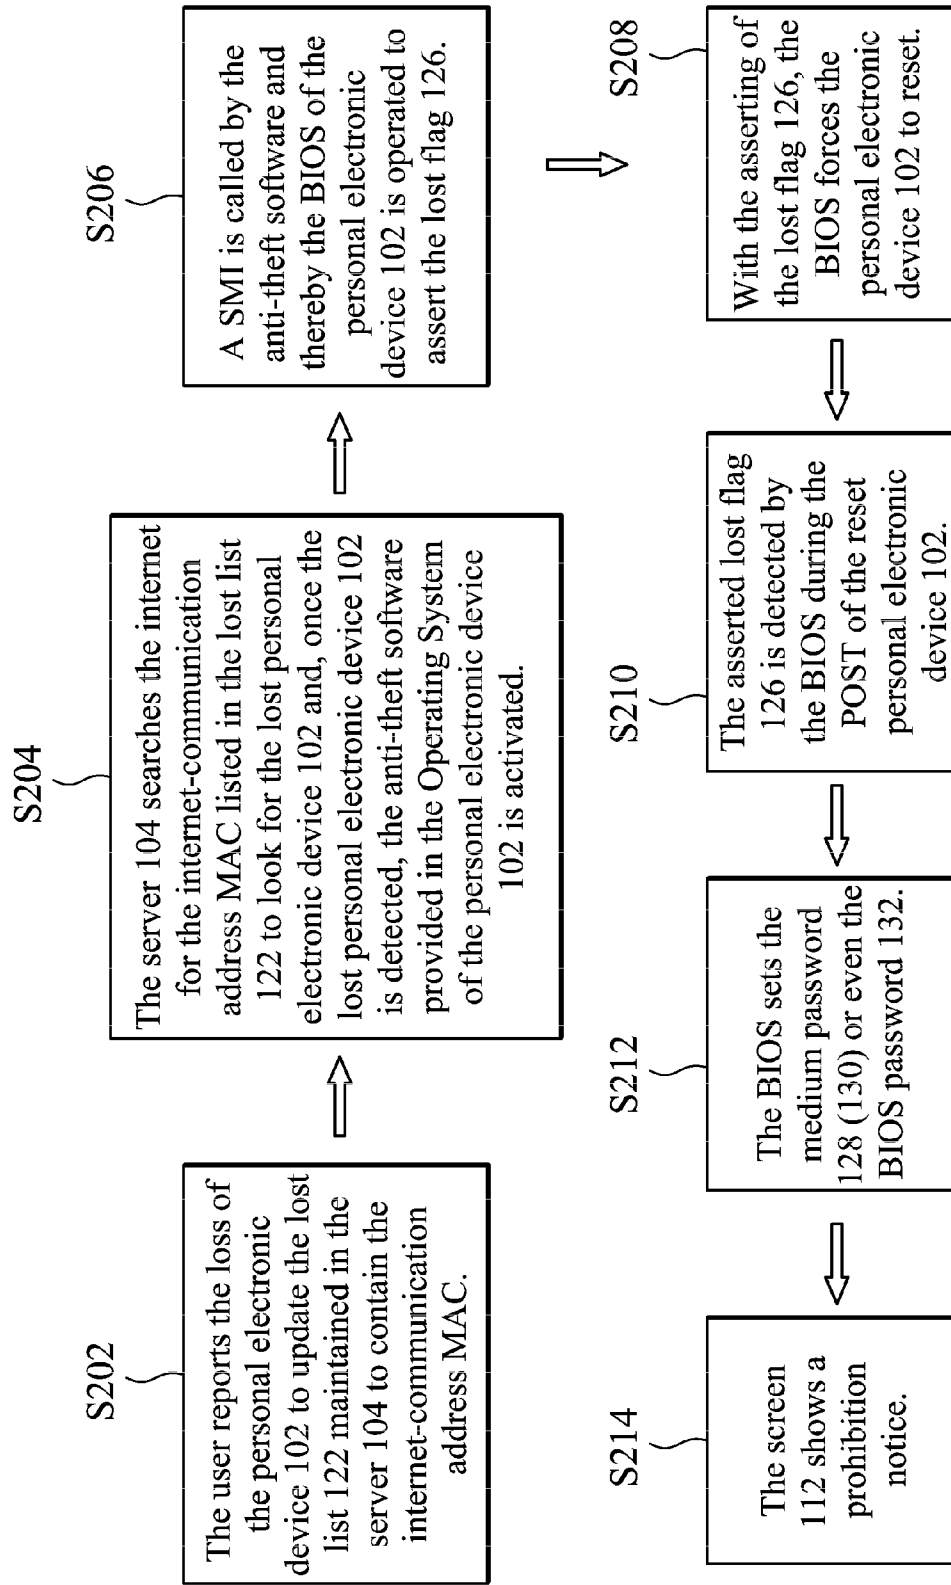 S202
The user reports the loss of
the personal electronic
device 102 to update the lost
list 122 maintained in the
server 104 to contain the
internet-communication
address MAC.
S204
The server 104 searches the internet
for the internet-communication
address MAC listed in the lost list
122 to look for the lost personal
electronic device 102 and, once the
lost personal electronic device 102
is detected, the anti-theft software
provided in the Operating System
of the personal electronic device
102 is activated.
S206
A SMI is called by the
anti-theft software and
thereby the BIOS of the
personal electronic
device 102 is operated to
assert the lost flag 126.
S208
With the asserting of
the lost flag 126, the
BIOS forces the
personal electronic
device 102 to reset.
S210
The asserted lost flag
126 is detected by
the BIOS during the
POST of the reset
personal electronic
device 102.
S212
The BIOS sets the
medium password
128 (130) or even the
BIOS password 132.
S214
The screen
112 shows a
prohibition
notice.